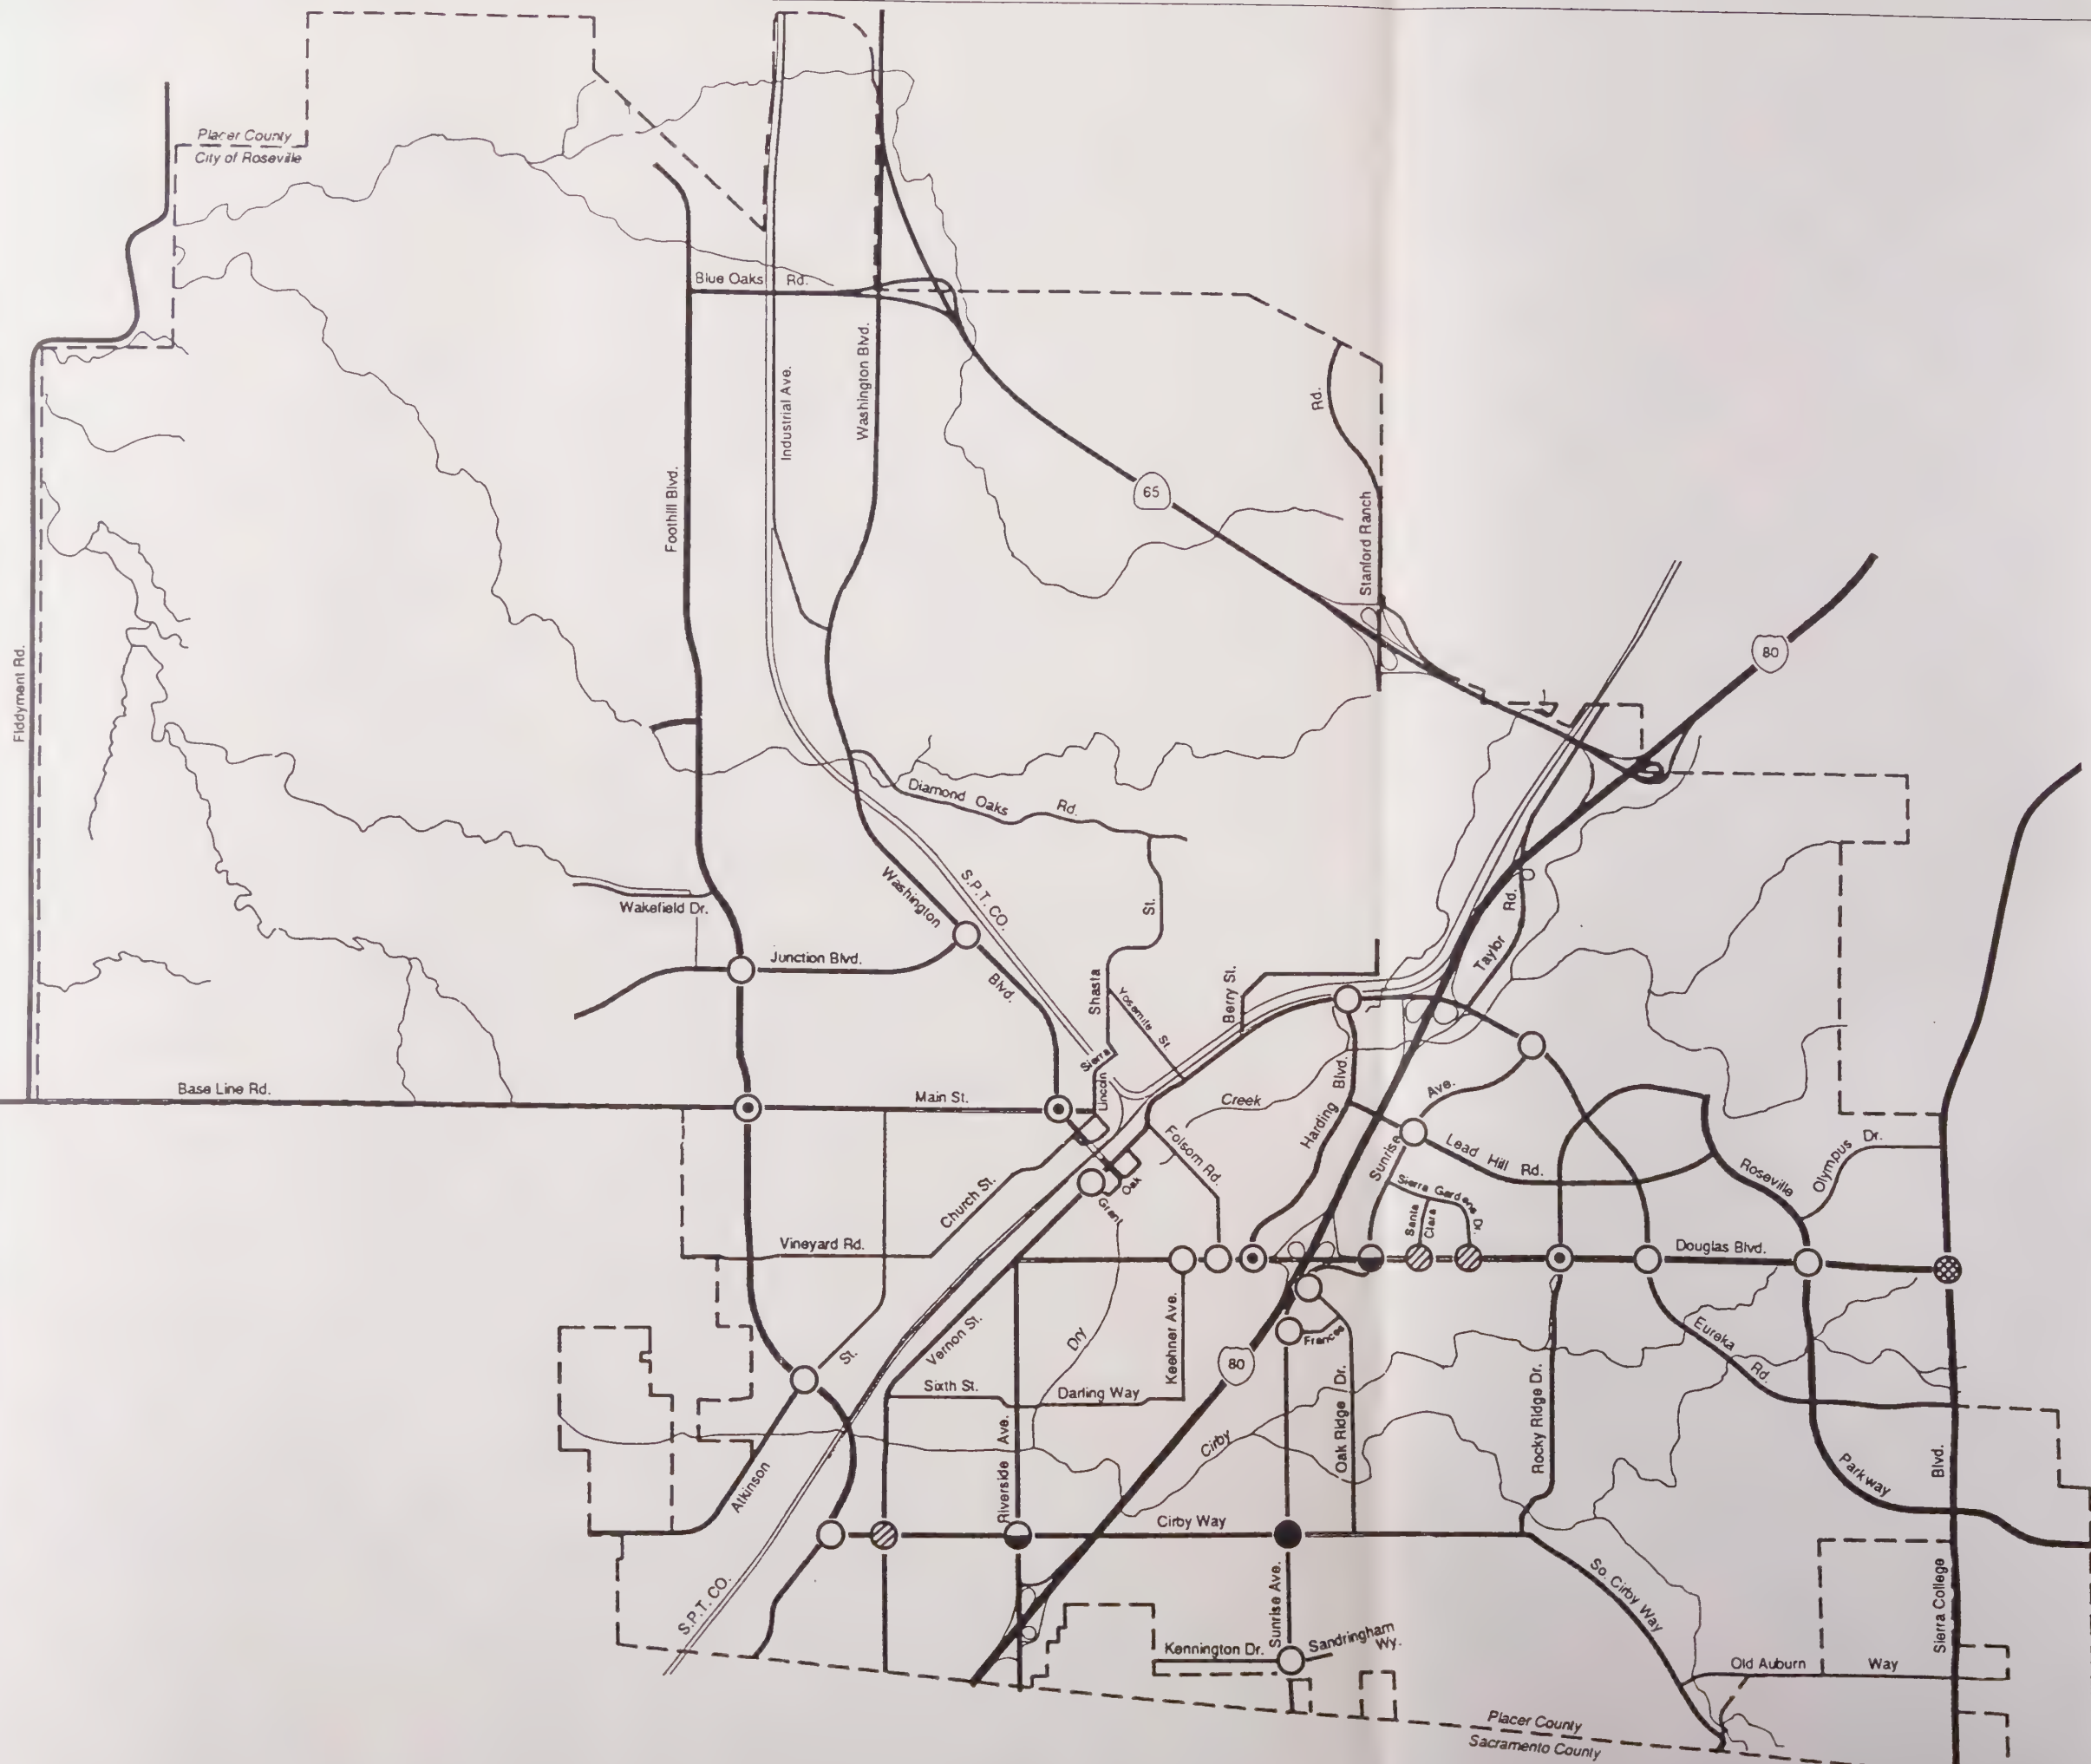 Placer County
City of Roseville
Blue Oaks Rd.
Industrial Ave.
Washington Blvd.
Foothill Blvd.
Fiddyment Rd.
65
Rd.
Stanford Ranch
80
Diamond Oaks Rd.
Washington
Blvd.
S.P.T. CO.
Wakefield Dr.
Junction Blvd.
St.
Shasta
Yosemite St.
Berry St.
Taylor
Rd.
Sierra
Lincoln
Base Line Rd.
Main St.
Creek
Harding
Blvd.
Ave.
Sunrise
Folsom Rd.
Lead Hill Rd.
Roseville
Olympus
Dr.
Sierra Gardens Dr.
Santa
Clara
Church St.
Oak
Grant
Vineyard Rd.
Douglas Blvd.
Vernon St.
St.
Dry
Keehner Ave.
Frances
80
Eureka
Rd.
Sixth St.
Darling Way
Riverside Ave.
Cirby
Oak Ridge Dr.
Rocky Ridge Dr.
Parkway
Blvd.
Atkinson
Cirby Way
S.P.T. CO.
Sunrise Ave.
So. Cirby Way
Sierra College
Kennington Dr.
Sandringham
Wy.
Old Auburn Way
Placer County
Sacramento County